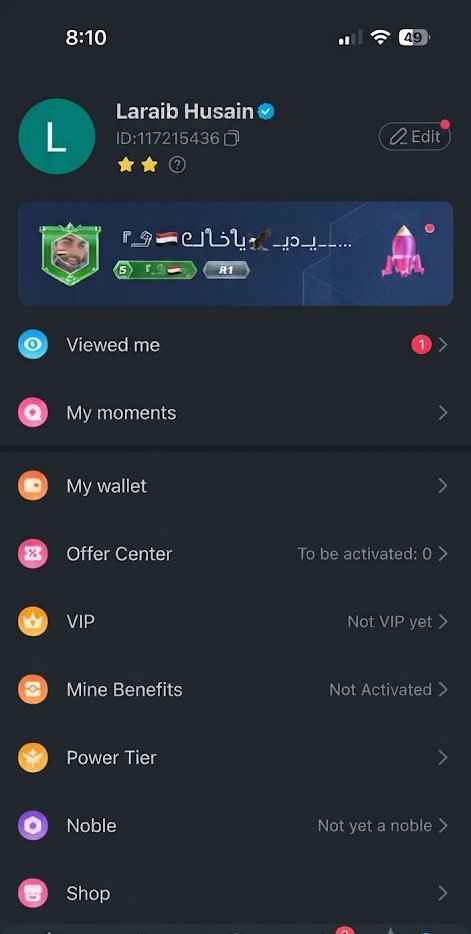 8:10
49
L
Laraib Husain
ID:117215436
Edit
5
R1
Viewed me
1
My moments
My wallet
Offer Center
To be activated: 0
VIP
Not VIP yet
Mine Benefits
Not Activated
Power Tier
Noble
Not yet a noble
Shop